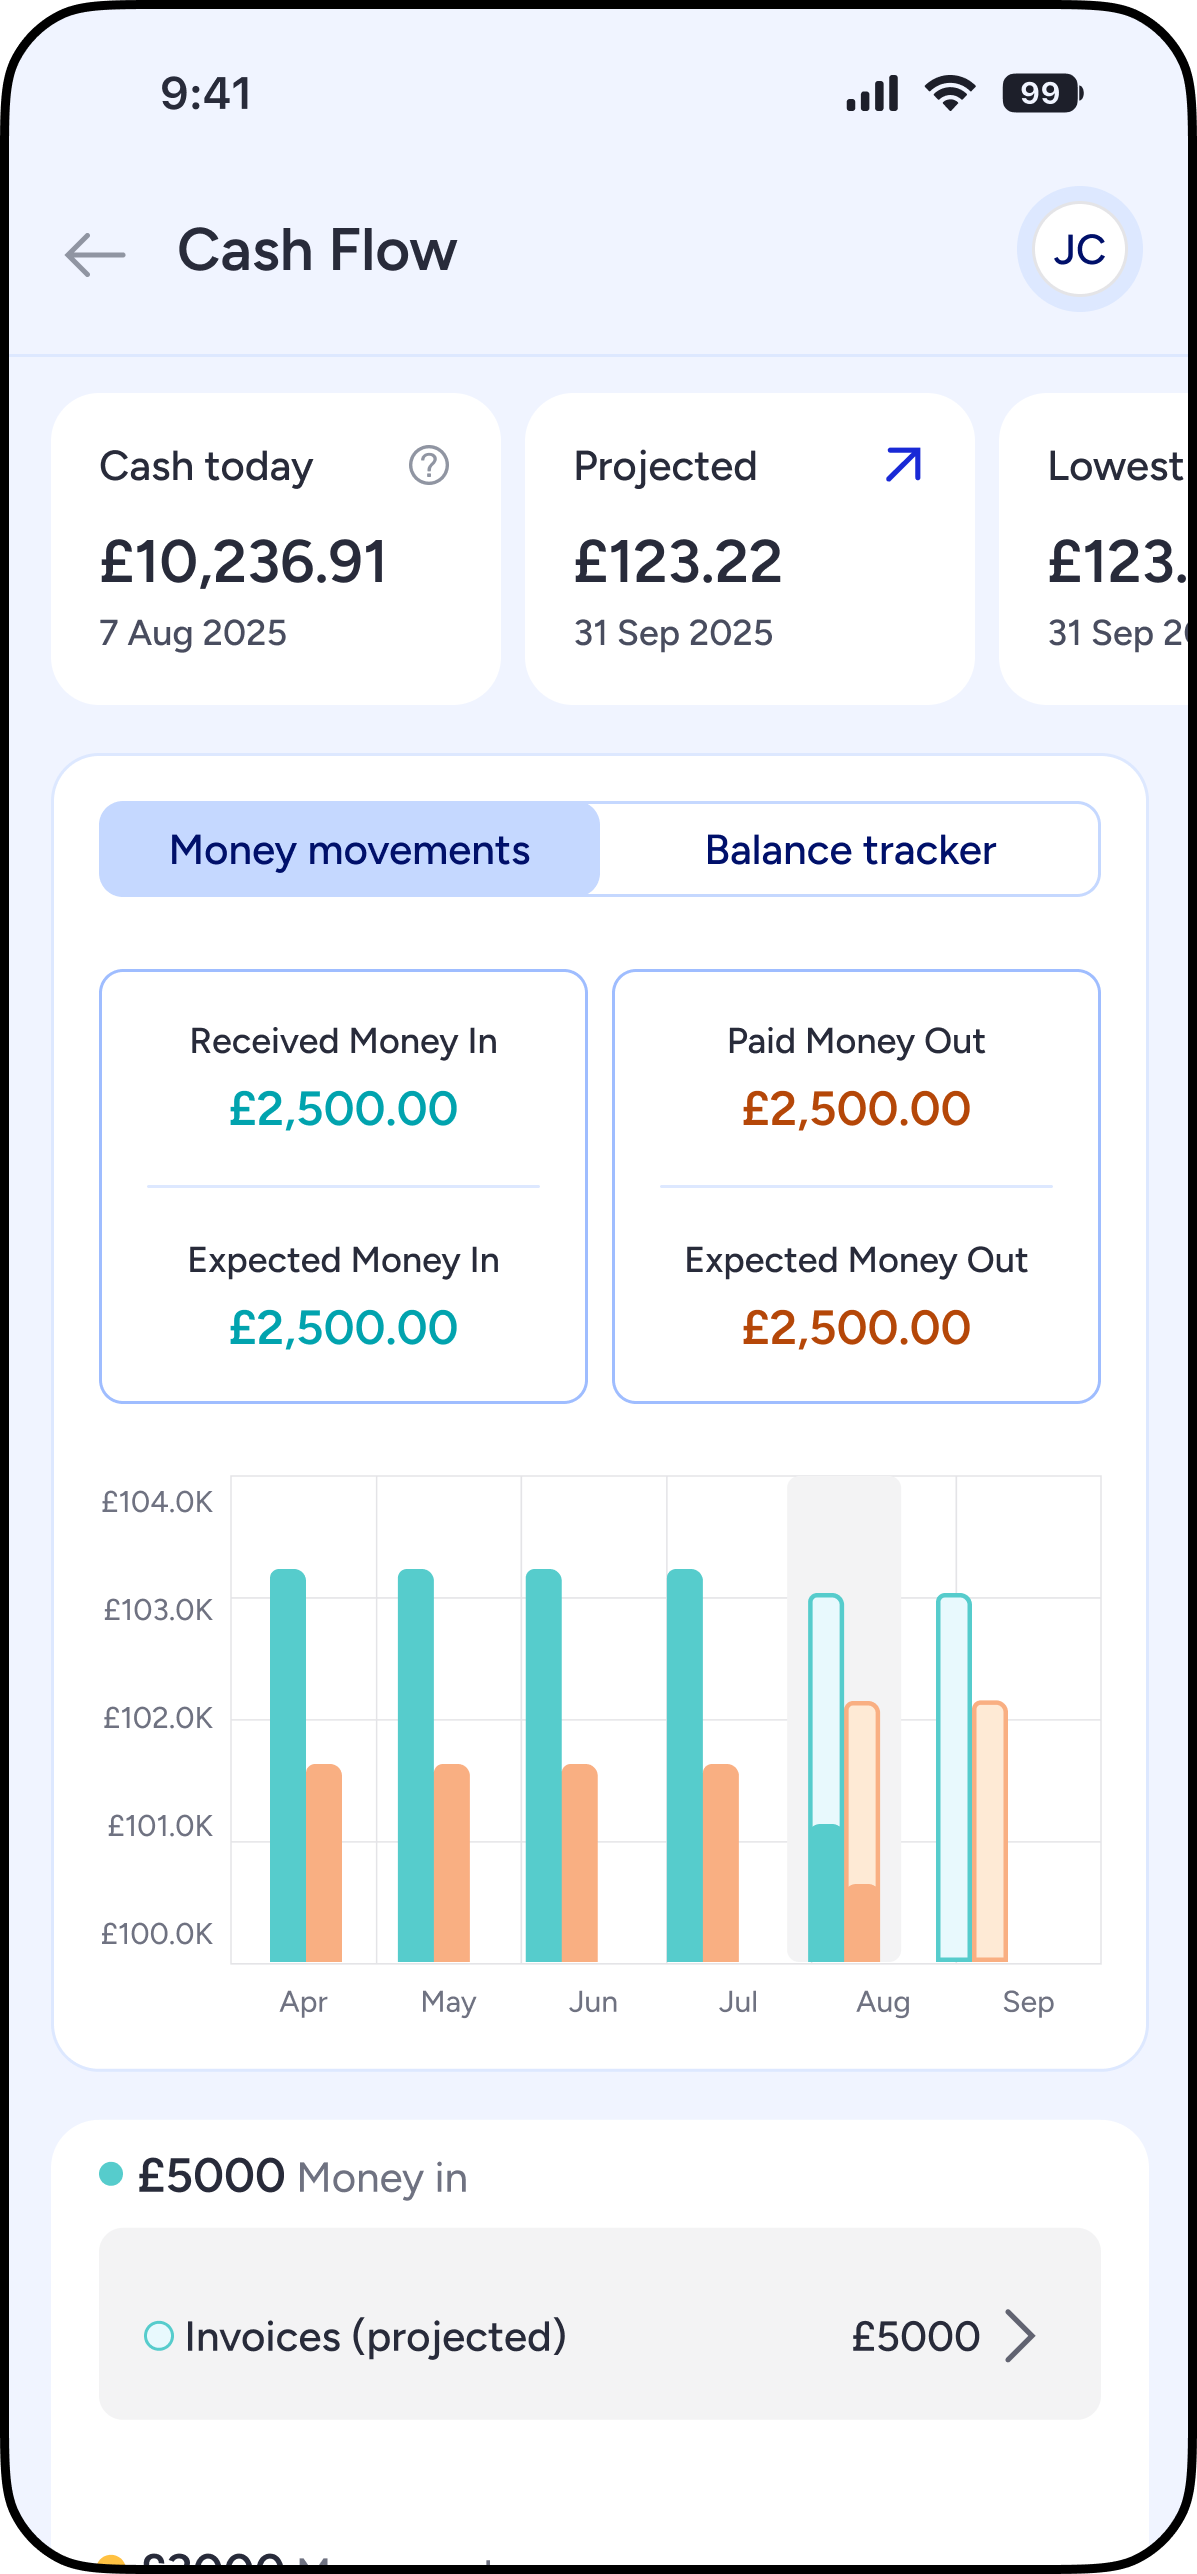 9:41
99
Cash Flow
JC
Cash today
?
Projected
Lowest
£10,236.91
£123.22
£123.
7 Aug 2025
31 Sep 2025
31 Sep 20
Money movements
Balance tracker
Received Money In
£2,500.00
Expected Money In
£2,500.00
Paid Money Out
£2,500.00
Expected Money Out
£2,500.00
£104.0K
£103.0K
£102.0K
£101.0K
£100.0K
Apr May Jun Jul Aug Sep
£5000 Money in
Invoices (projected) £5000